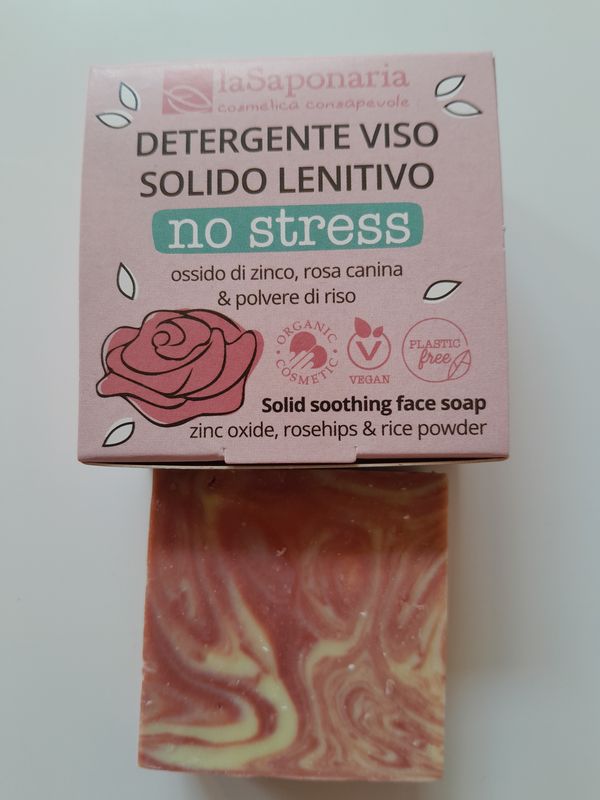 laSaponaria
cosmetica consapevole
DETERGENTE VISO
SOLIDO LENITIVO
no stress
ossido di zinco, rosa canina
& polvere di riso
ORGANIC COSMETIC
V
VEGAN
PLASTIC
free
Solid soothing face soap
zinc oxide, rosehips & rice powder